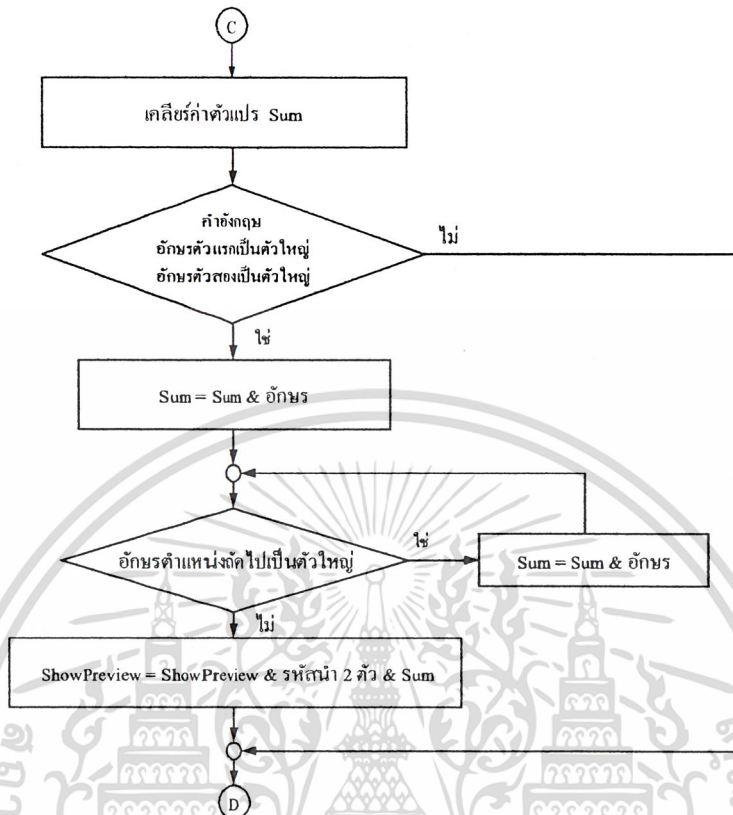 C
เคลียร์ค่าตัวแปร Sum
คำอังกฤษ
อักษรตัวแรกเป็นตัวใหญ่
อักษรตัวสองเป็นตัวใหญ่
ไม่
ใช่
Sum = Sum & อักษร
อักษรตำแหน่งถัดไปเป็นตัวใหญ่
ใช่
Sum = Sum & อักษร
ไม่
ShowPreview = ShowPreview & รหัสนำ 2 ตัว & Sum
D